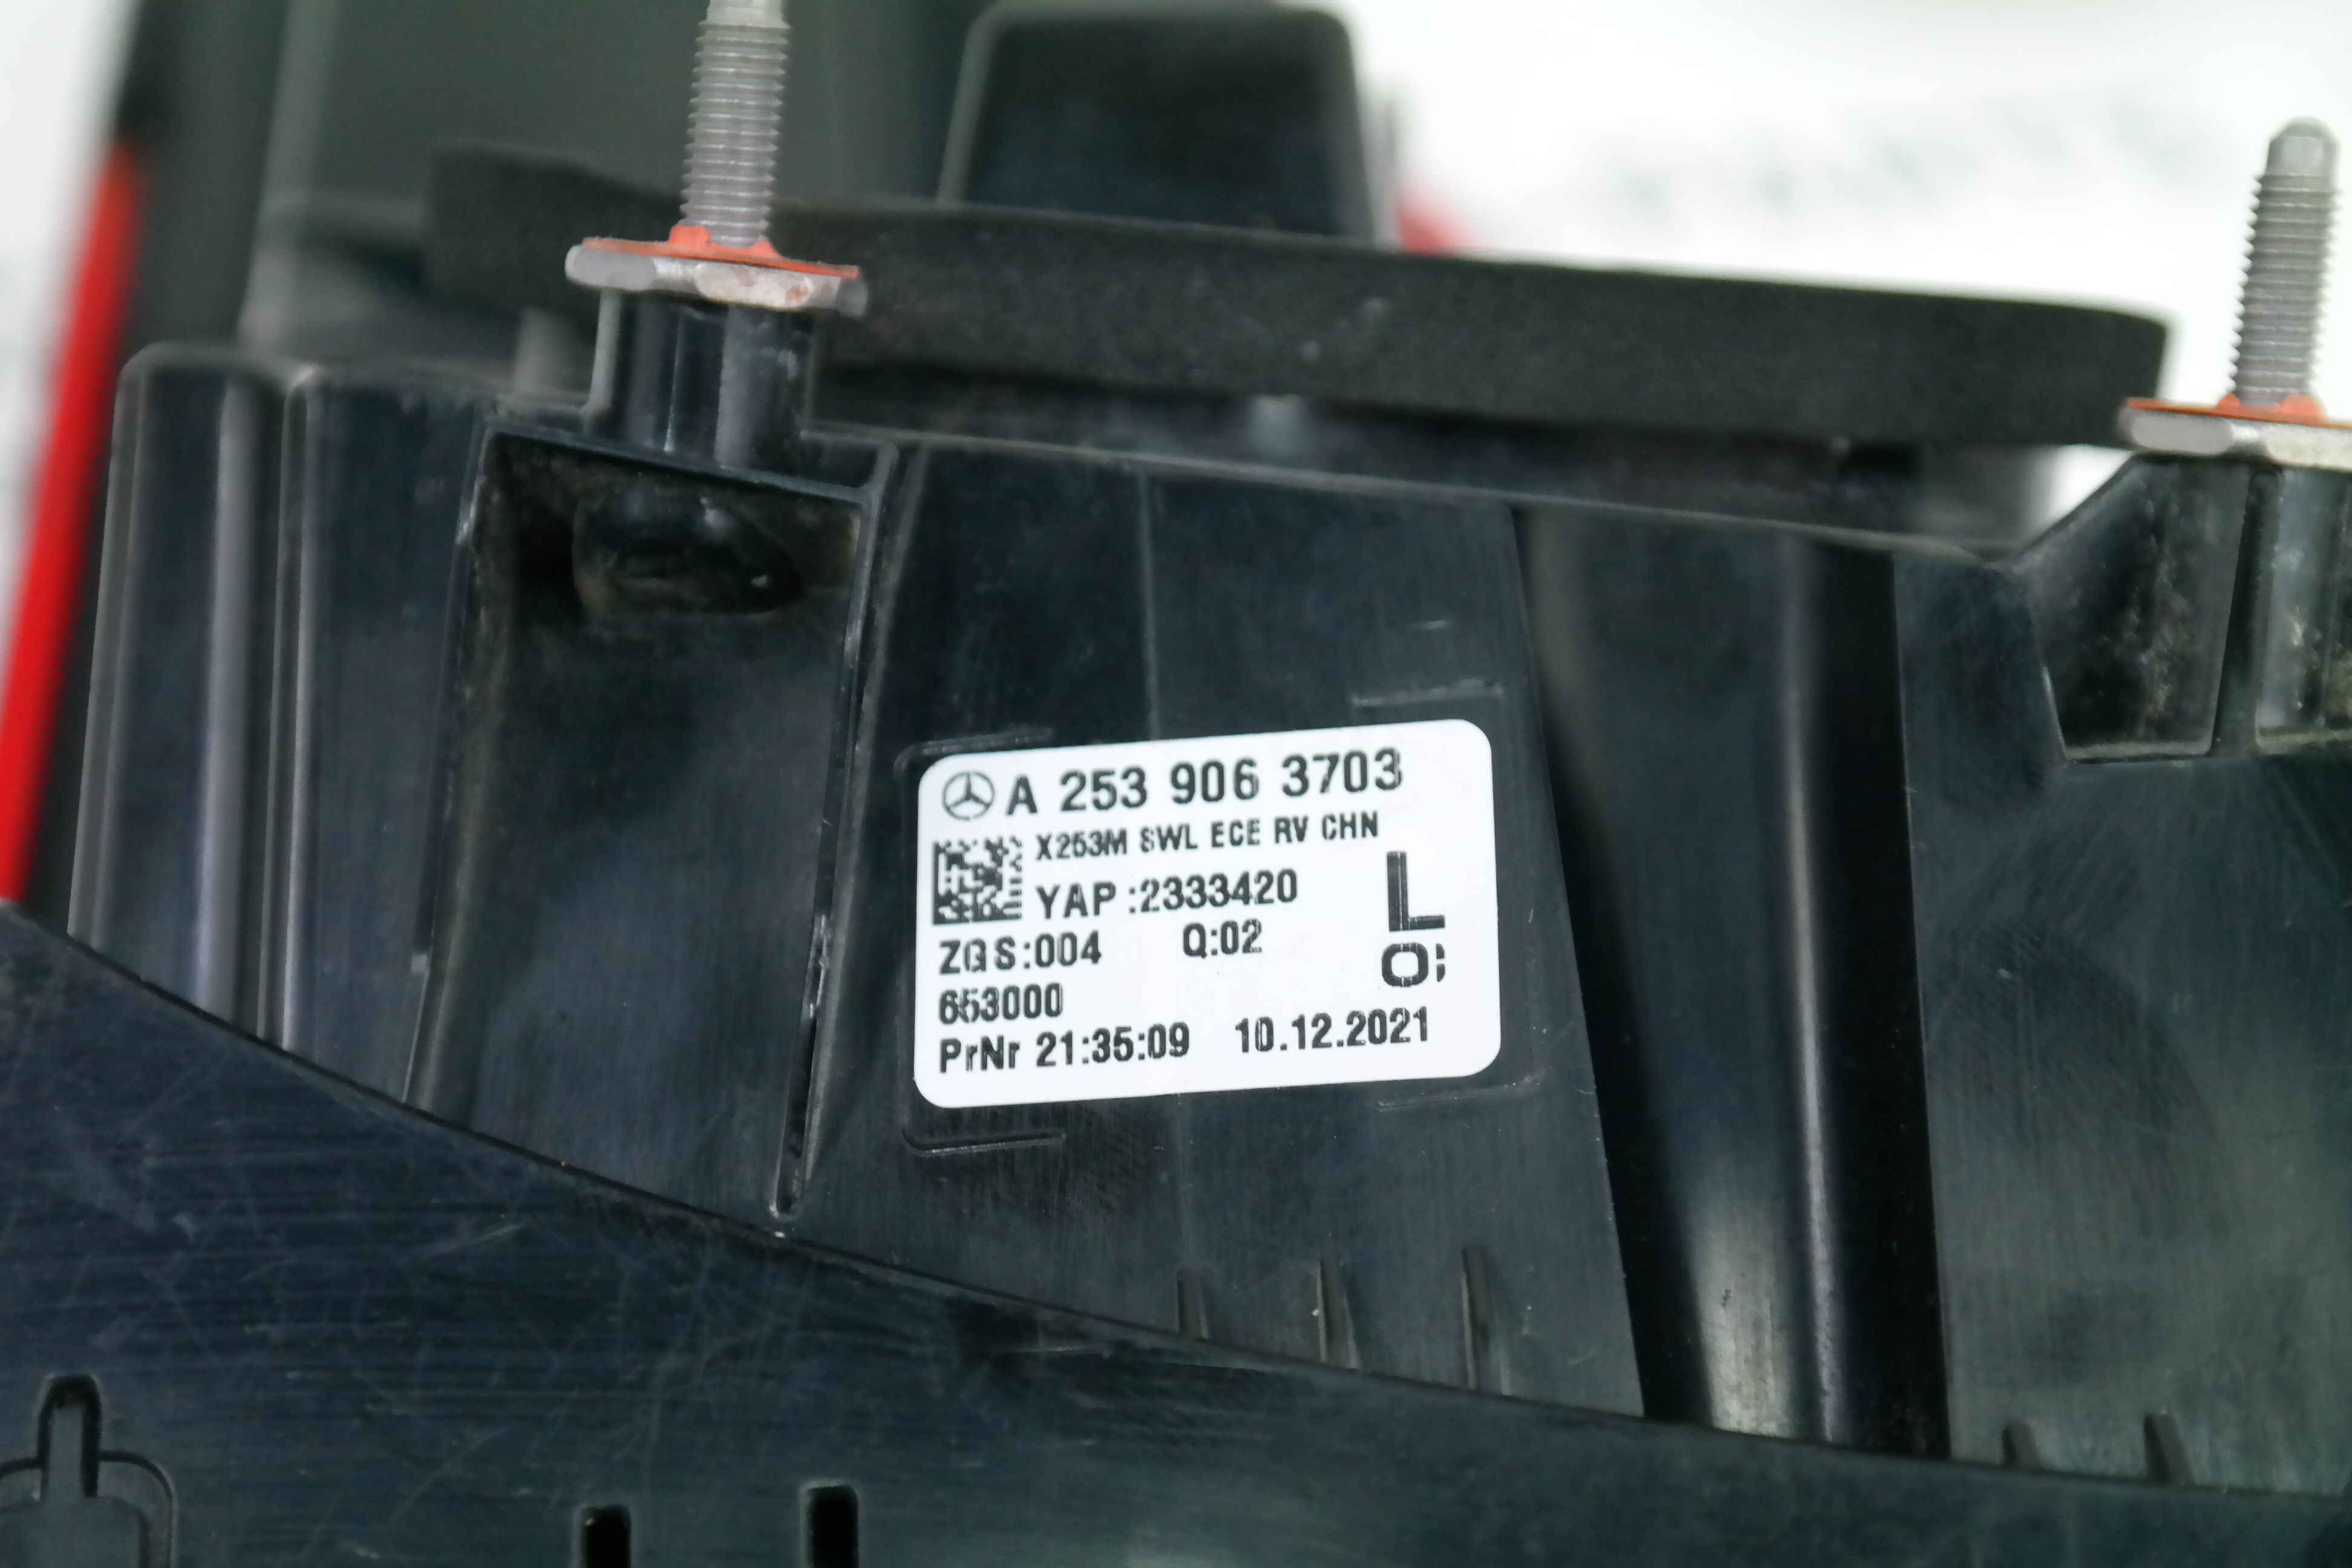 A 253 906 3703
X253M SWL ECE RV CHN
YAP :2333420
L
ZGS:004 Q:02
O;
653000
PrNr 21:35:09 10.12.2021